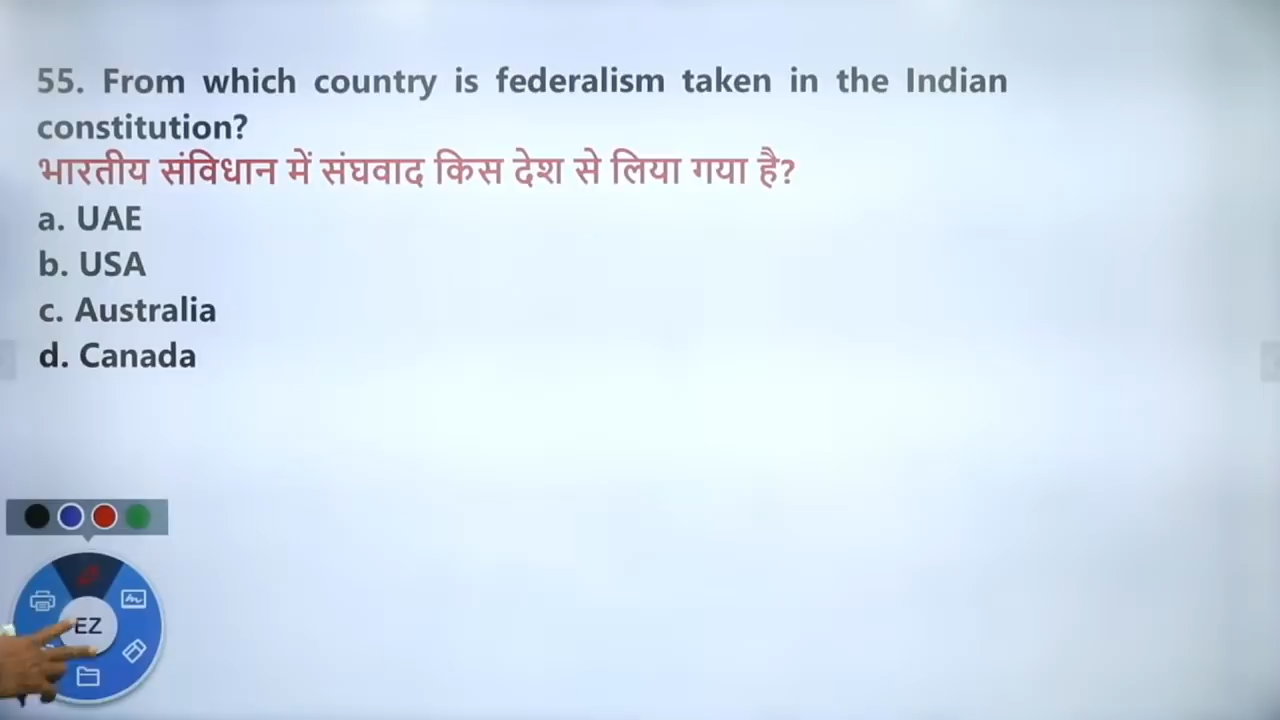 55. From which country is federalism taken in the Indian
constitution?
भारतीय संविधान में संघवाद किस देश से लिया गया है?
a. UAE
b. USA
c. Australia
d. Canada
EZ